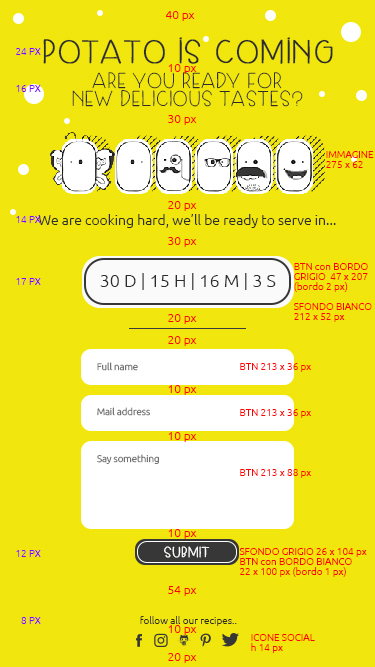 40 px
24 PX
POTATO IS COMING
10 px
16 PX
ARE YOU READY FOR
NEW DELICIOUS TASTES?
30 px
IMMAGINE
275 x 62
20 px
14 PX
We are cooking hard, we'll be ready to serve in...
30 px
BTN con BORDO
GRIGIO 47 x 207
(bordo 2 px)
17 PX
30 D | 15 H | 16 M | 3 S
SFONDO BIANCO
212 x 52 px
20 px
20 px
Full name
BTN 213 x 36 px
10 px
Mail address
BTN 213 x 36 px
10 px
Say something
BTN 213 x 88 px
10 px
12 PX
SUBMIT
SFONDO GRIGIO 26 x 104 px
BTN con BORDO BIANCO
22 x 100 px (bordo 1 px)
54 px
8 PX
follow all our recipes..
10 px
ICONE SOCIAL
h 14 px
20 px